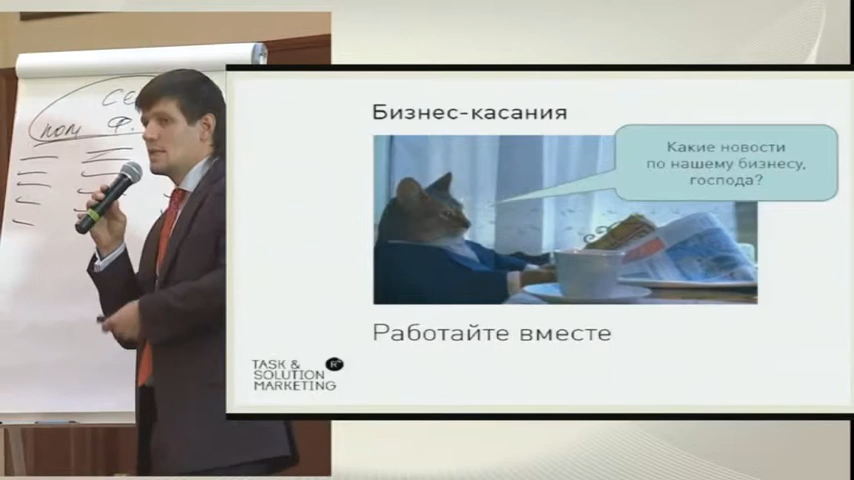 Бизнес-касания
Какие новости
по нашему бизнесу,
господа?
Работайте вместе
TASK &
SOLUTION
MARKETING